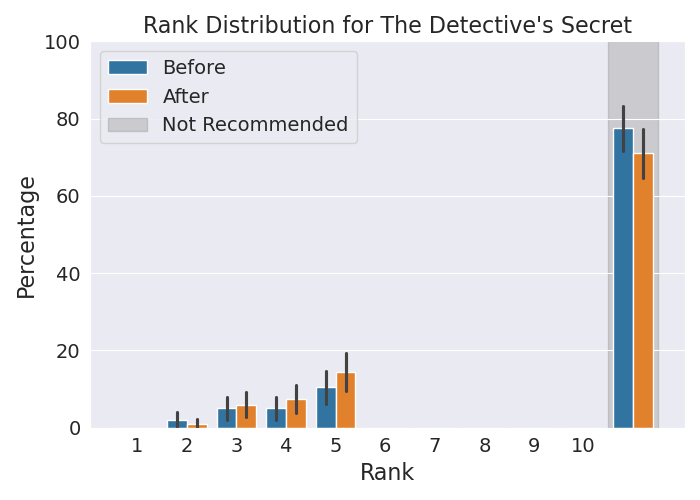 Rank Distribution for The Detective's Secret
100
80
60
40
20
0
Percentage
Before
After
Not Recommended
1 2 3 4 5 6 7 8 9 10
Rank